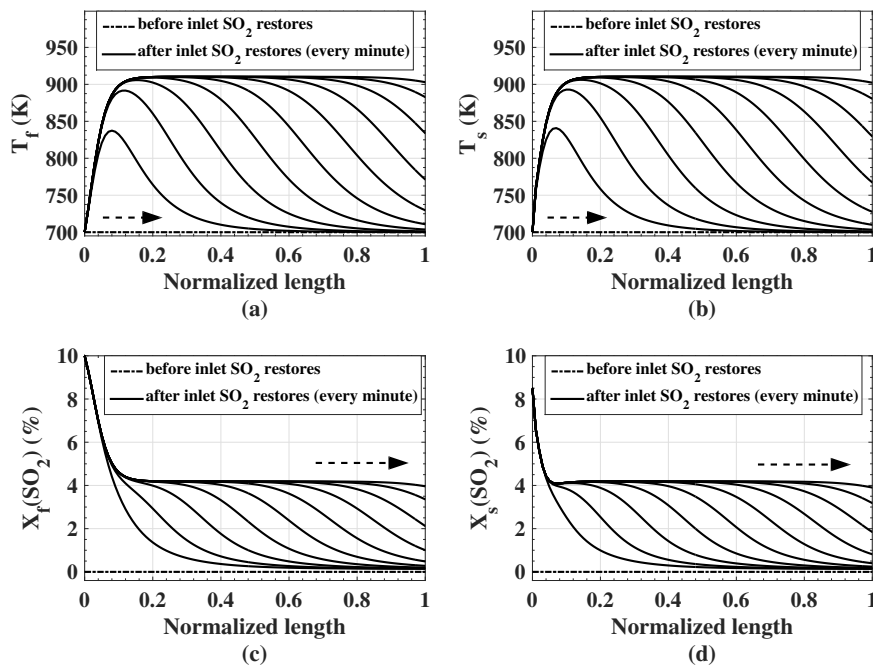 before inlet SO2 restores
after inlet SO2 restores (every minute)
T_f (K)
950
900
850
800
750
700
0 0.2 0.4 0.6 0.8 1
Normalized length
(a)
before inlet SO2 restores
after inlet SO2 restores (every minute)
T_s (K)
950
900
850
800
750
700
0 0.2 0.4 0.6 0.8 1
Normalized length
(b)
before inlet SO2 restores
after inlet SO2 restores (every minute)
X_f(SO2) (%)
10
8
6
4
2
0
0 0.2 0.4 0.6 0.8 1
Normalized length
(c)
before inlet SO2 restores
after inlet SO2 restores (every minute)
X_s(SO2) (%)
10
8
6
4
2
0
0 0.2 0.4 0.6 0.8 1
Normalized length
(d)